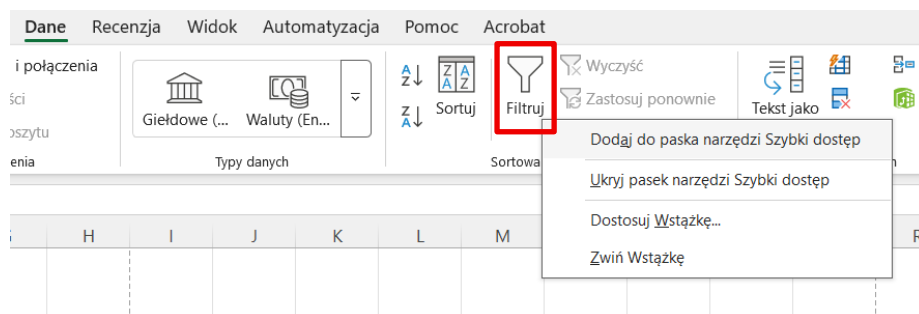 Dane Recenzja Widok Automatyzacja Pomoc Acrobat
i połączenia
Wyczyść
Zastosuj ponownie
Giełdowe (... Waluty (En...
Sortuj
Filtruj
Tekst jako
Typy danych
Sortowa
Dodaj do paska narzędzi Szybki dostęp
Ukryj pasek narzędzi Szybki dostęp
Dostosuj Wstążkę...
Zwiń Wstążkę
H I J K L M